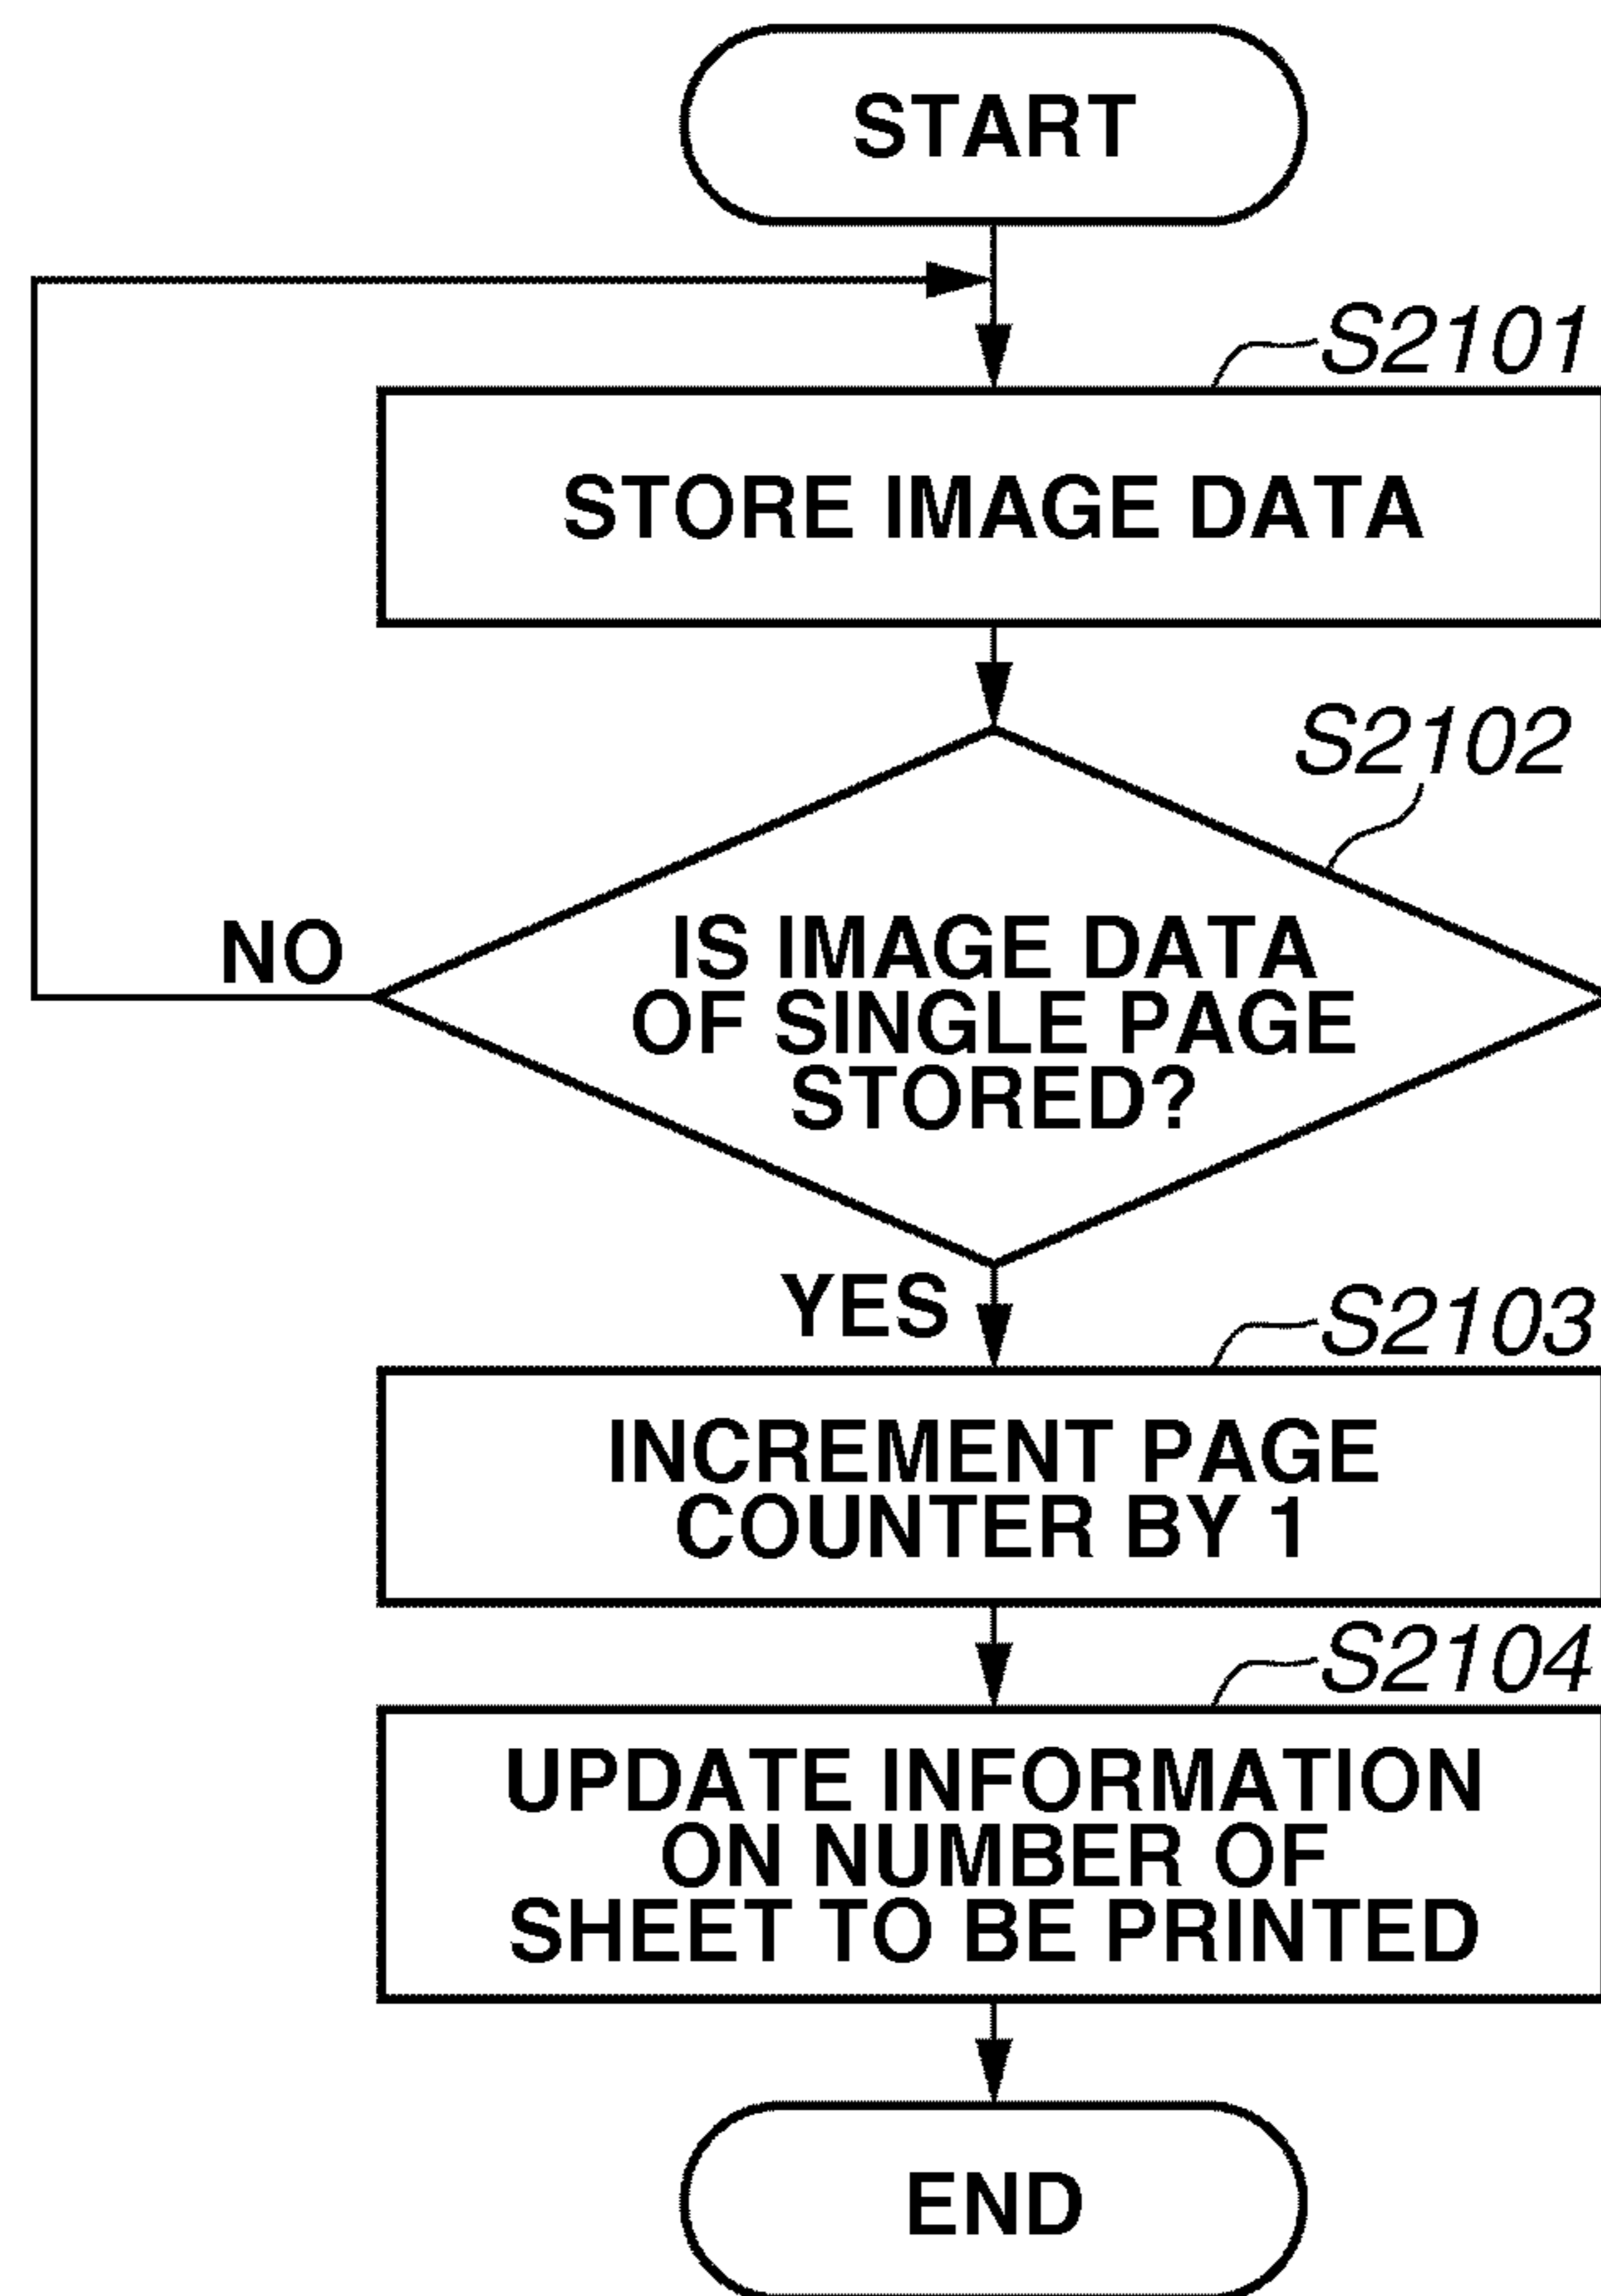 START
S2101
STORE IMAGE DATA
S2102
NO
IS IMAGE DATA
OF SINGLE PAGE
STORED?
YES
S2103
INCREMENT PAGE
COUNTER BY 1
S2104
UPDATE INFORMATION
ON NUMBER OF
SHEET TO BE PRINTED
END